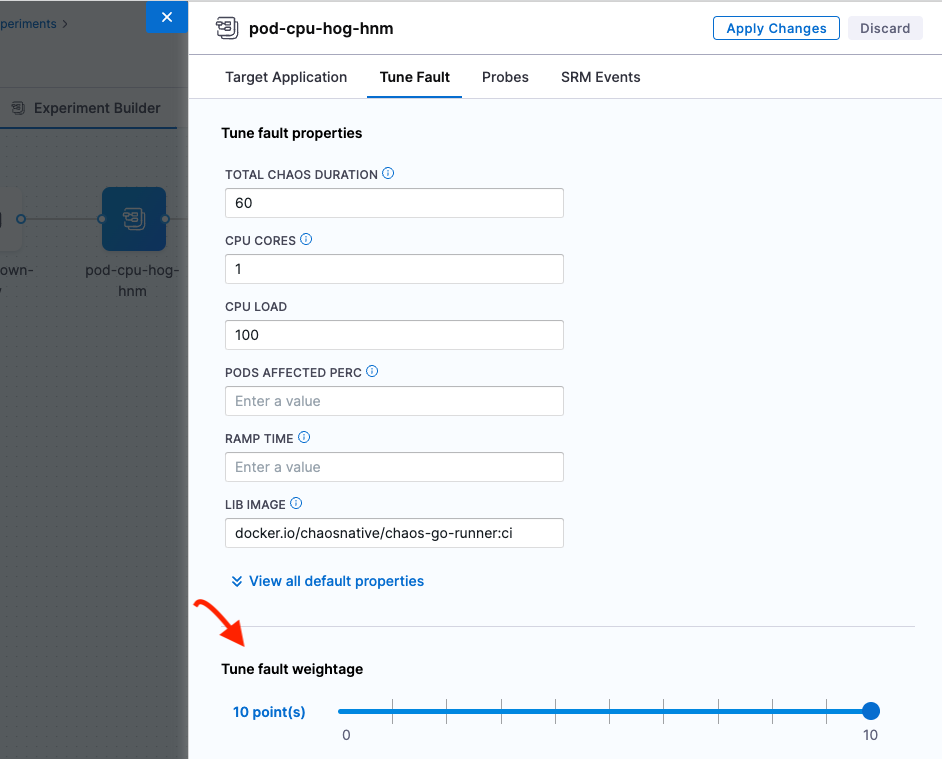 periments >
pod-cpu-hog-hnm
Apply Changes
Discard
Target Application
Tune Fault
Probes
SRM Events
Experiment Builder
Tune fault properties
TOTAL CHAOS DURATION
60
CPU CORES
1
own-
pod-cpu-hog-
hnm
CPU LOAD
100
PODS AFFECTED PERC
Enter a value
RAMP TIME
Enter a value
LIB IMAGE
docker.io/chaosnative/chaos-go-runner:ci
View all default properties
Tune fault weightage
10 point(s)
0
10